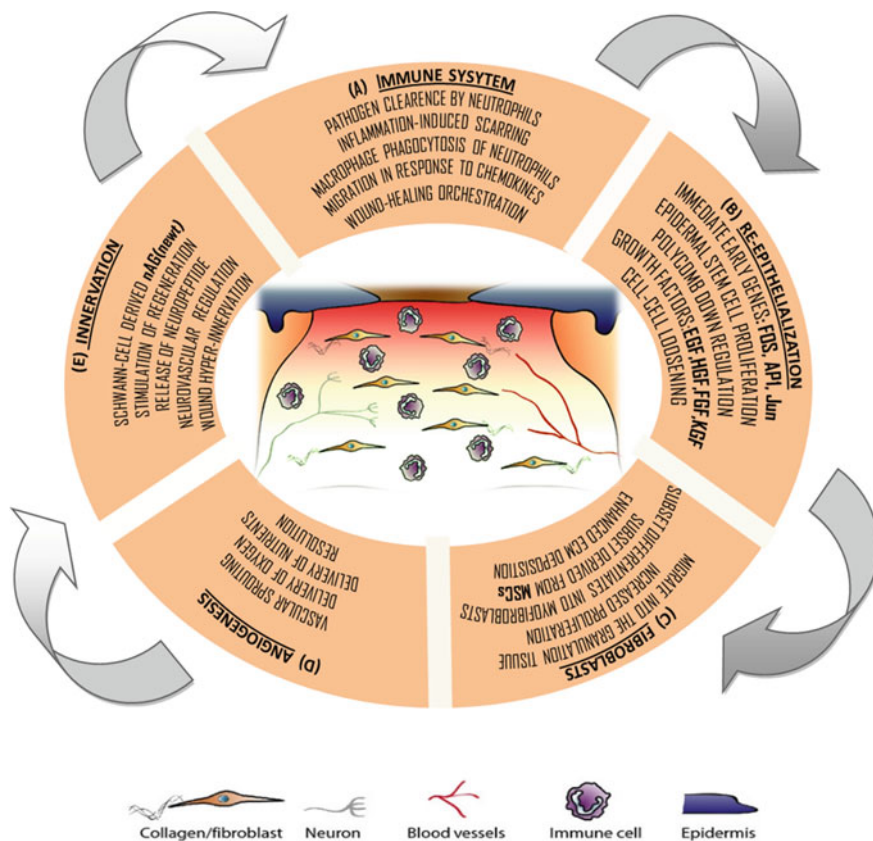 (A) IMMUNE SYSYTEM
PATHOGEN CLEARENCE BY NEUTROPHILS
INFLAMMATION-INDUCED SCARRING
MACROPHAGE PHAGOCYTOSIS OF NEUTROPHILS
MIGRATION IN RESPONSE TO CHEMOKINES
WOUND-HEALING ORCHESTRATION
(B) RE-EPITHELIALIZATION
IMMEDIATE EARLY GENES: FOS, AP1, Jun
EPIDERMAL STEM CELL PROLIFERATION
POLYCOMB DOWN REGULATION
GROWTH FACTORS: EGF, HGF, FGF, KGF
CELL-CELL LOOSENING
(C) FIBROBLASTS
MIGRATE INTO THE GRANULATION TISUUE
INCREASED PROLIFERATION
SUBSET DIFFERENTIATES INTO MYOFIBROBLASTS
SUBSET DERIVED FROM MSCs
ENHANCED ECM DEPOSISTION
(D) ANGIOGENESIS
VASCULAR SPROUTING
DELIVERY OF OXYGEN
DELIVERY OF NUTRIENTS
RESOLUTION
(E) INNERVATION
SCHWANN-CELL DERIVED nAG(newt)
STIMULATION OF REGENERATION
RELEASE OF NEUROPEPTIDE
NEUROVASCULAR REGULATION
WOUND HYPER-INNERVATION
Collagen/fibroblast Neuron Blood vessels Immune cell Epidermis